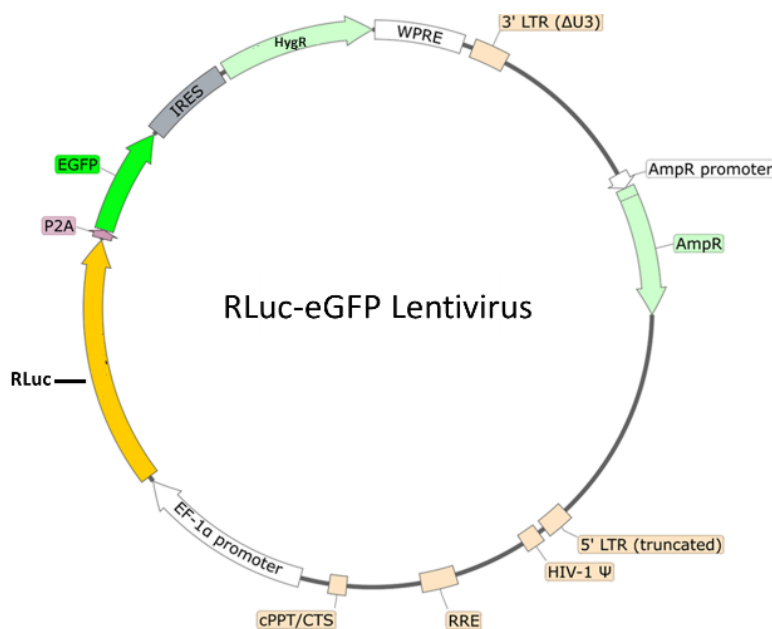 HygR
WPRE
3' LTR (ΔU3)
IRES
AmpR promoter
EGFP
P2A
AmpR
RLuc-eGFP Lentivirus
RLuc
EF-1α promoter
5' LTR (truncated)
HIV-1 Ψ
cPPT/CTS
RRE